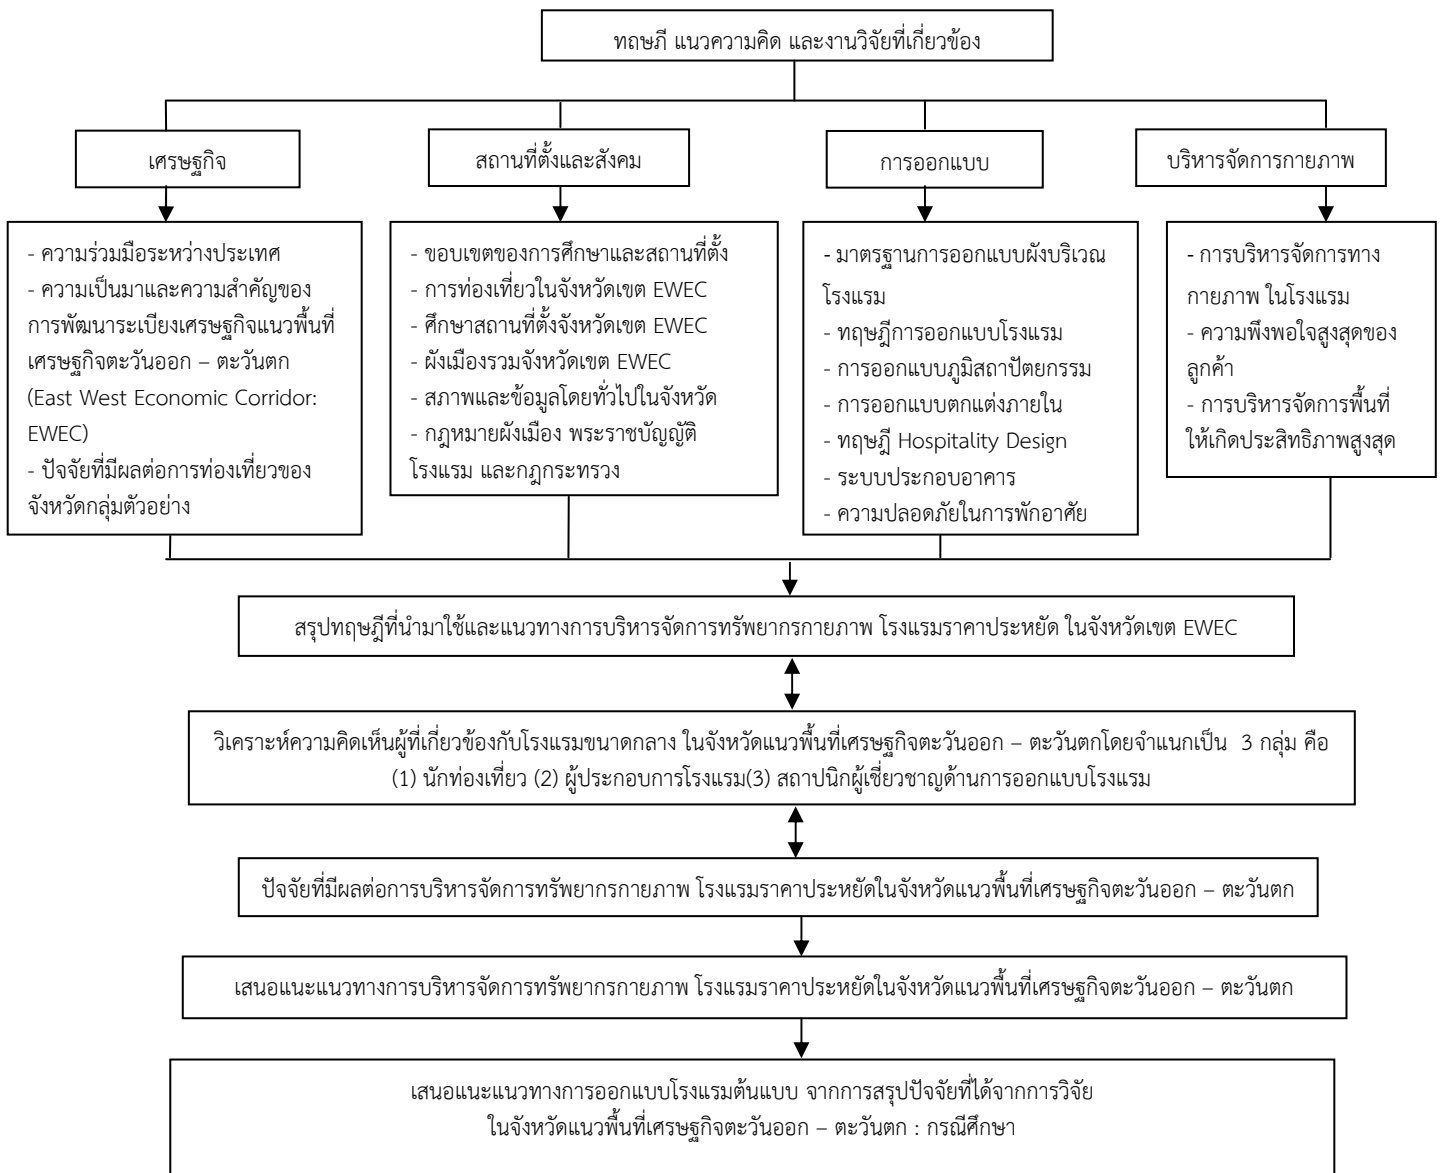 ทฤษภี แนวความคิด และงานวิจัยที่เกี่ยวข้อง
เศรษฐกิจ
สถานที่ตั้งและสังคม
การออกแบบ
บริหารจัดการกายภาพ
- ความร่วมมือระหว่างประเทศ
- ความเป็นมาและความสำคัญของ
การพัฒนาระเบียงเศรษฐกิจแนวพื้นที่
เศรษฐกิจตะวันออก – ตะวันตก
(East West Economic Corridor:
EWEC)
- ปัจจัยที่มีผลต่อการท่องเที่ยวของ
จังหวัดกลุ่มตัวอย่าง
- ขอบเขตของการศึกษาและสถานที่ตั้ง
- การท่องเที่ยวในจังหวัดเขต EWEC
- ศึกษาสถานที่ตั้งจังหวัดเขต EWEC
- ผังเมืองรวมจังหวัดเขต EWEC
- สภาพและข้อมูลโดยทั่วไปในจังหวัด
- กฎหมายผังเมือง พระราชบัญญัติ
โรงแรม และกฎกระทรวง
- มาตรฐานการออกแบบผังบริเวณ
โรงแรม
- ทฤษฎีการออกแบบโรงแรม
- การออกแบบภูมิสถาปัตยกรรม
- การออกแบบตกแต่งภายใน
- ทฤษฎี Hospitality Design
- ระบบประกอบอาคาร
- ความปลอดภัยในการพักอาศัย
- การบริหารจัดการทาง
กายภาพ ในโรงแรม
- ความพึงพอใจสูงสุดของ
ลูกค้า
- การบริหารจัดการพื้นที่
ให้เกิดประสิทธิภาพสูงสุด
สรุปทฤษฎีที่นำมาใช้และแนวทางการบริหารจัดการทรัพยากรกายภาพ โรงแรมราคาประหยัด ในจังหวัดเขต EWEC
วิเคราะห์ความคิดเห็นผู้ที่เกี่ยวข้องกับโรงแรมขนาดกลาง ในจังหวัดแนวพื้นที่เศรษฐกิจตะวันออก – ตะวันตกโดยจำแนกเป็น 3 กลุ่ม คือ
(1) นักท่องเที่ยว (2) ผู้ประกอบการโรงแรม(3) สถาปนิกผู้เชี่ยวชาญด้านการออกแบบโรงแรม
ปัจจัยที่มีผลต่อการบริหารจัดการทรัพยากรกายภาพ โรงแรมราคาประหยัดในจังหวัดแนวพื้นที่เศรษฐกิจตะวันออก – ตะวันตก
เสนอแนะแนวทางการบริหารจัดการทรัพยากรกายภาพ โรงแรมราคาประหยัดในจังหวัดแนวพื้นที่เศรษฐกิจตะวันออก – ตะวันตก
เสนอแนะแนวทางการออกแบบโรงแรมต้นแบบ จากการสรุปปัจจัยที่ได้จากการวิจัย
ในจังหวัดแนวพื้นที่เศรษฐกิจตะวันออก – ตะวันตก : กรณีศึกษา